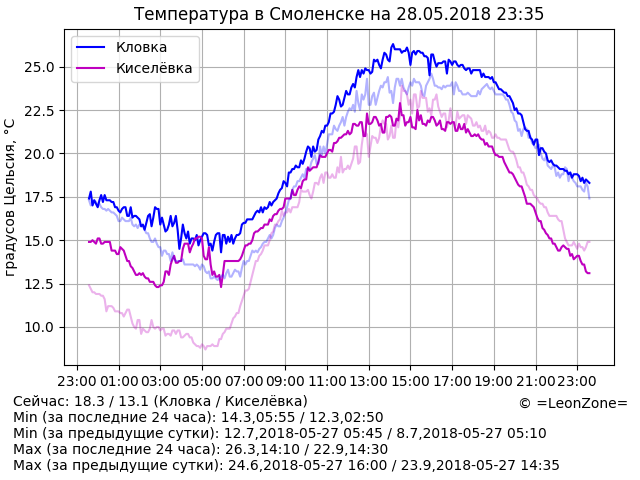 Температура в Смоленске на 28.05.2018 23:35
Кловка
Киселёвка
градусов Цельсия, °C
25.0
22.5
20.0
17.5
15.0
12.5
10.0
23:00 01:00 03:00 05:00 07:00 09:00 11:00 13:00 15:00 17:00 19:00 21:00 23:00
Сейчас: 18.3 / 13.1 (Кловка / Киселёвка)
© =LeonZone=
Min (за последние 24 часа): 14.3,05:55 / 12.3,02:50
Min (за предыдущие сутки): 12.7,2018-05-27 05:45 / 8.7,2018-05-27 05:10
Max (за последние 24 часа): 26.3,14:10 / 22.9,14:30
Max (за предыдущие сутки): 24.6,2018-05-27 16:00 / 23.9,2018-05-27 14:35